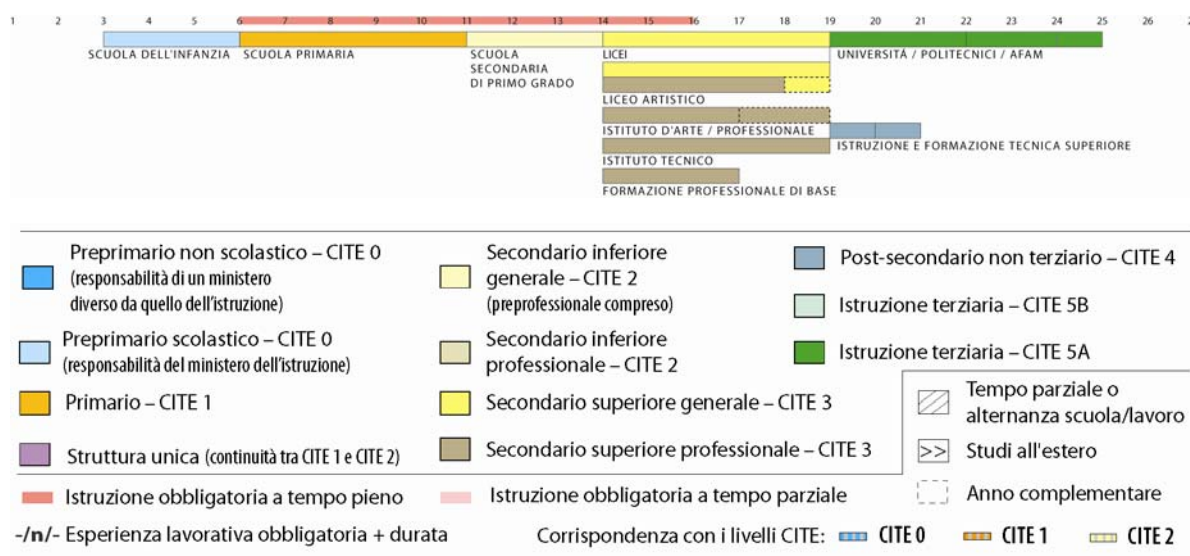 1 2 3 4 5 6 7 8 9 10 11 12 13 14 15 16 17 18 19 20 21 22 23 24 25 26
SCUOLA DELL'INFANZIA SCUOLA PRIMARIA SCUOLA LICEI UNIVERSITÁ / POLITECNICI / AFAM
SECONDARIA
DI PRIMO GRADO
LICEO ARTISTICO
ISTITUTO D'ARTE / PROFESSIONALE
ISTRUZIONE E FORMAZIONE TECNICA SUPERIORE
ISTITUTO TECNICO
FORMAZIONE PROFESSIONALE DI BASE
Preprimario non scolastico – CITE 0
(responsabilità di un ministero
diverso da quello dell'istruzione)
Preprimario scolastico – CITE 0
(responsabilità del ministero dell'istruzione)
Primario – CITE 1
Struttura unica (continuità tra CITE 1 e CITE 2)
Secondario inferiore
generale – CITE 2
(preprofessionale compreso)
Secondario inferiore
professionale – CITE 2
Secondario superiore generale – CITE 3
Secondario superiore professionale – CITE 3
Post-secondario non terziario – CITE 4
Istruzione terziaria – CITE 5B
Istruzione terziaria – CITE 5A
Tempo parziale o
alternanza scuola/lavoro
>> Studi all'estero
Anno complementare
Istruzione obbligatoria a tempo pieno
Istruzione obbligatoria a tempo parziale
-/n/- Esperienza lavorativa obbligatoria + durata
Corrispondenza con i livelli CITE: CITE 0 CITE 1 CITE 2